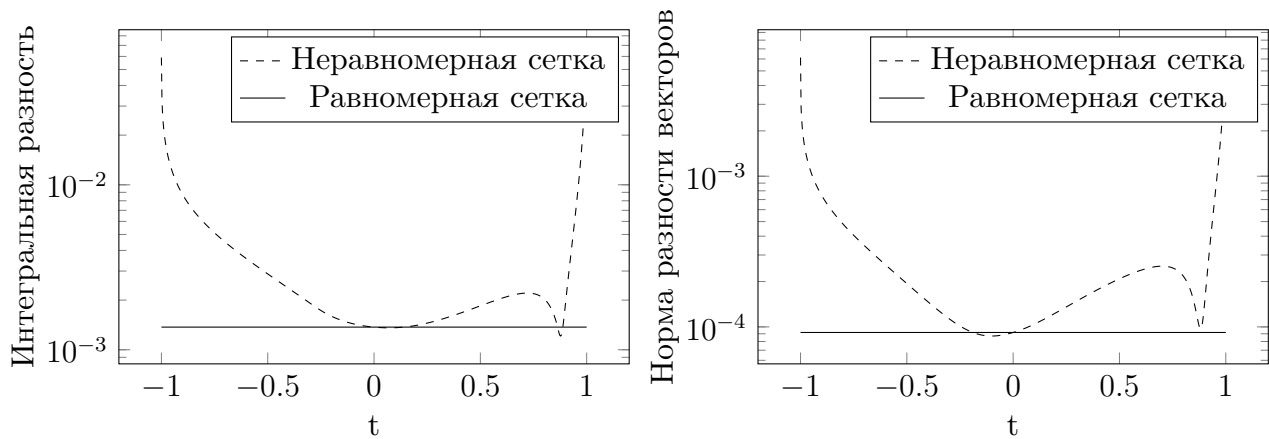 Интегральная разность
10^{-2}
10^{-3}
Неравномерная сетка
Равномерная сетка
−1 −0.5 0 0.5 1
t
Норма разности векторов
10^{-3}
10^{-4}
Неравномерная сетка
Равномерная сетка
−1 −0.5 0 0.5 1
t